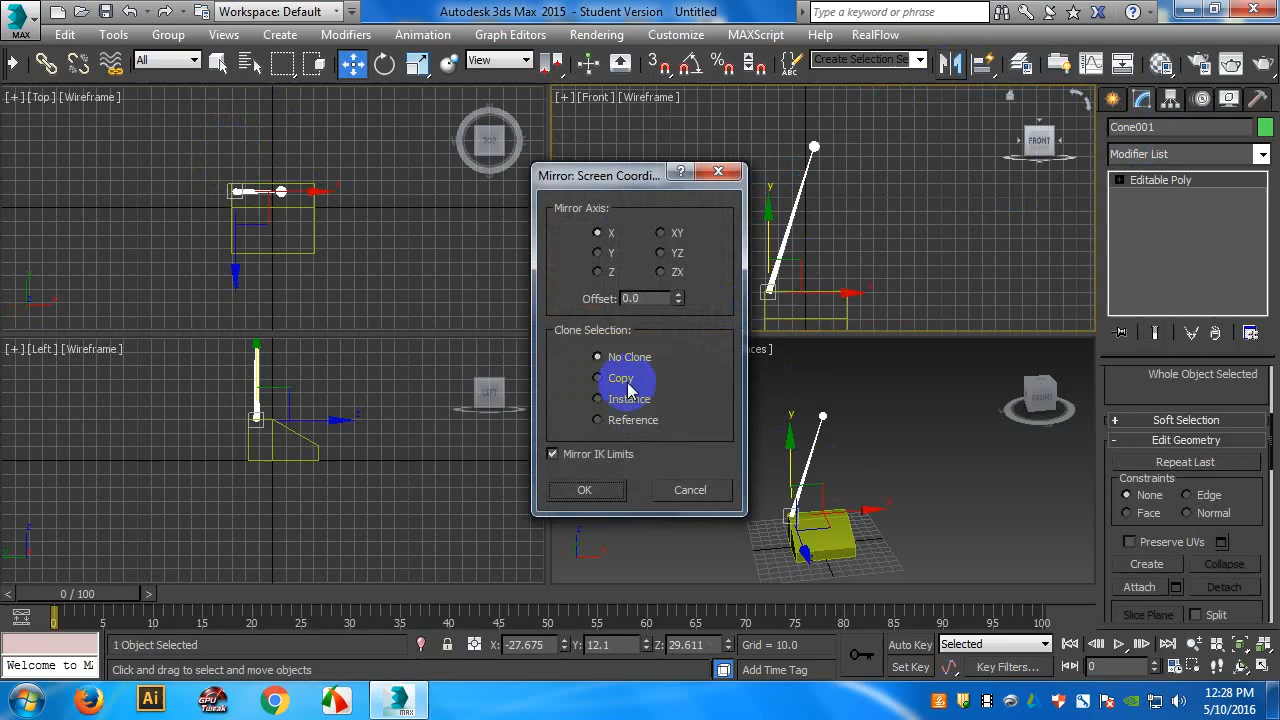 MAX
Workspace: Default
Autodesk 3ds Max 2015 - Student Version    Untitled
Type a keyword or phrase
Edit Tools Group Views Create Modifiers Animation Graph Editors Rendering Customize MAXScript Help RealFlow
All
View
3
Create Selection Se
[+] [Top] [Wireframe]
TOP
[+] [Front] [Wireframe]
FRONT
Cone001
Modifier List
Editable Poly
Mirror: Screen Coordi...
Mirror Axis:
X XY
Y YZ
Z ZX
Offset: 0.0
Clone Selection:
No Clone
Copy
Instance
Reference
Mirror IK Limits
OK Cancel
[+] [Left] [Wireframe]
LEFT
FRONT
Whole Object Selected
+ Soft Selection
- Edit Geometry
Repeat Last
Constraints
None Edge
Face Normal
Preserve UVs
Create Collapse
Attach Detach
Slice Plane Split
< 0 / 100 >
0 5 10 15 20 25 30 35 40 45 50 55 60 65 70 75 80 85 90 95 100
1 Object Selected
X: -27.675 Y: 12.1 Z: 29.611 Grid = 10.0
Auto Key Selected
Welcome to M
Click and drag to select and move objects
Add Time Tag
Set Key Key Filters...
0
Ai
GPU Tweak
MAX
12:28 PM
5/10/2016